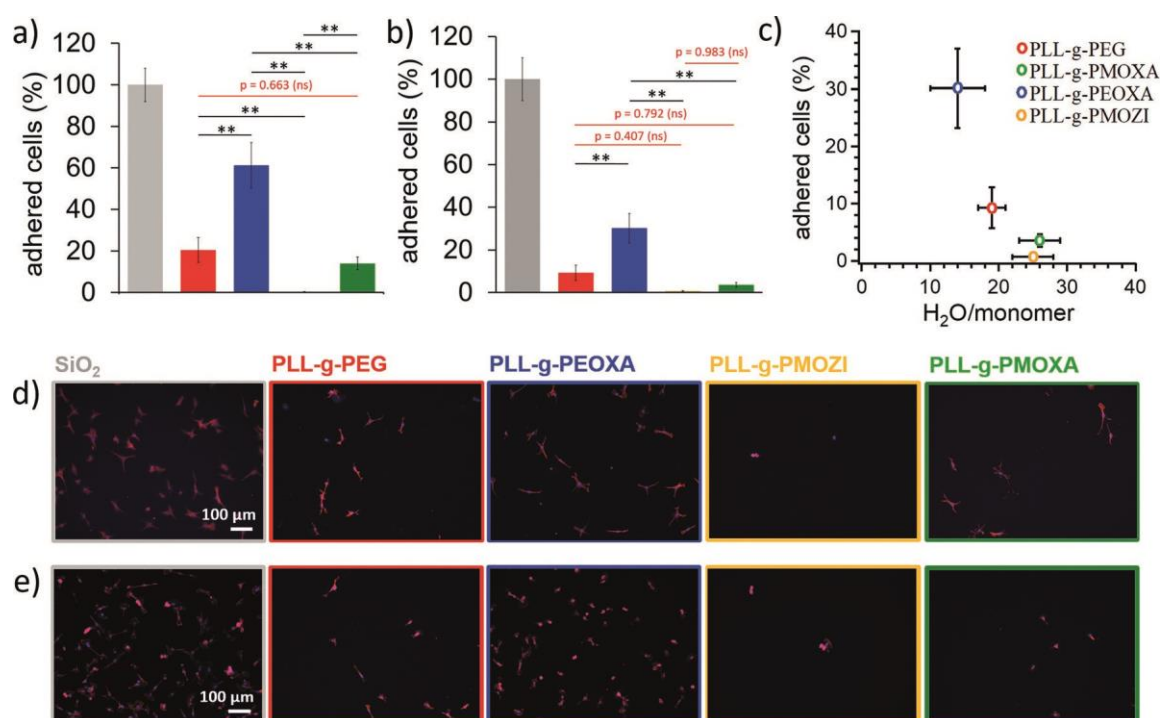 a)
120
100
80
60
40
20
0
adhered cells (%)
**
**
**
p = 0.663 (ns)
**
**
b)
120
100
80
60
40
20
0
adhered cells (%)
p = 0.983 (ns)
**
**
p = 0.792 (ns)
p = 0.407 (ns)
**
c)
40
30
20
10
0
adhered cells (%)
PLL-g-PEG
PLL-g-PMOXA
PLL-g-PEOXA
PLL-g-PMOZI
0 10 20 30 40
H₂O/monomer
SiO₂ PLL-g-PEG PLL-g-PEOXA PLL-g-PMOZI PLL-g-PMOXA
d)
100 µm
e)
100 µm